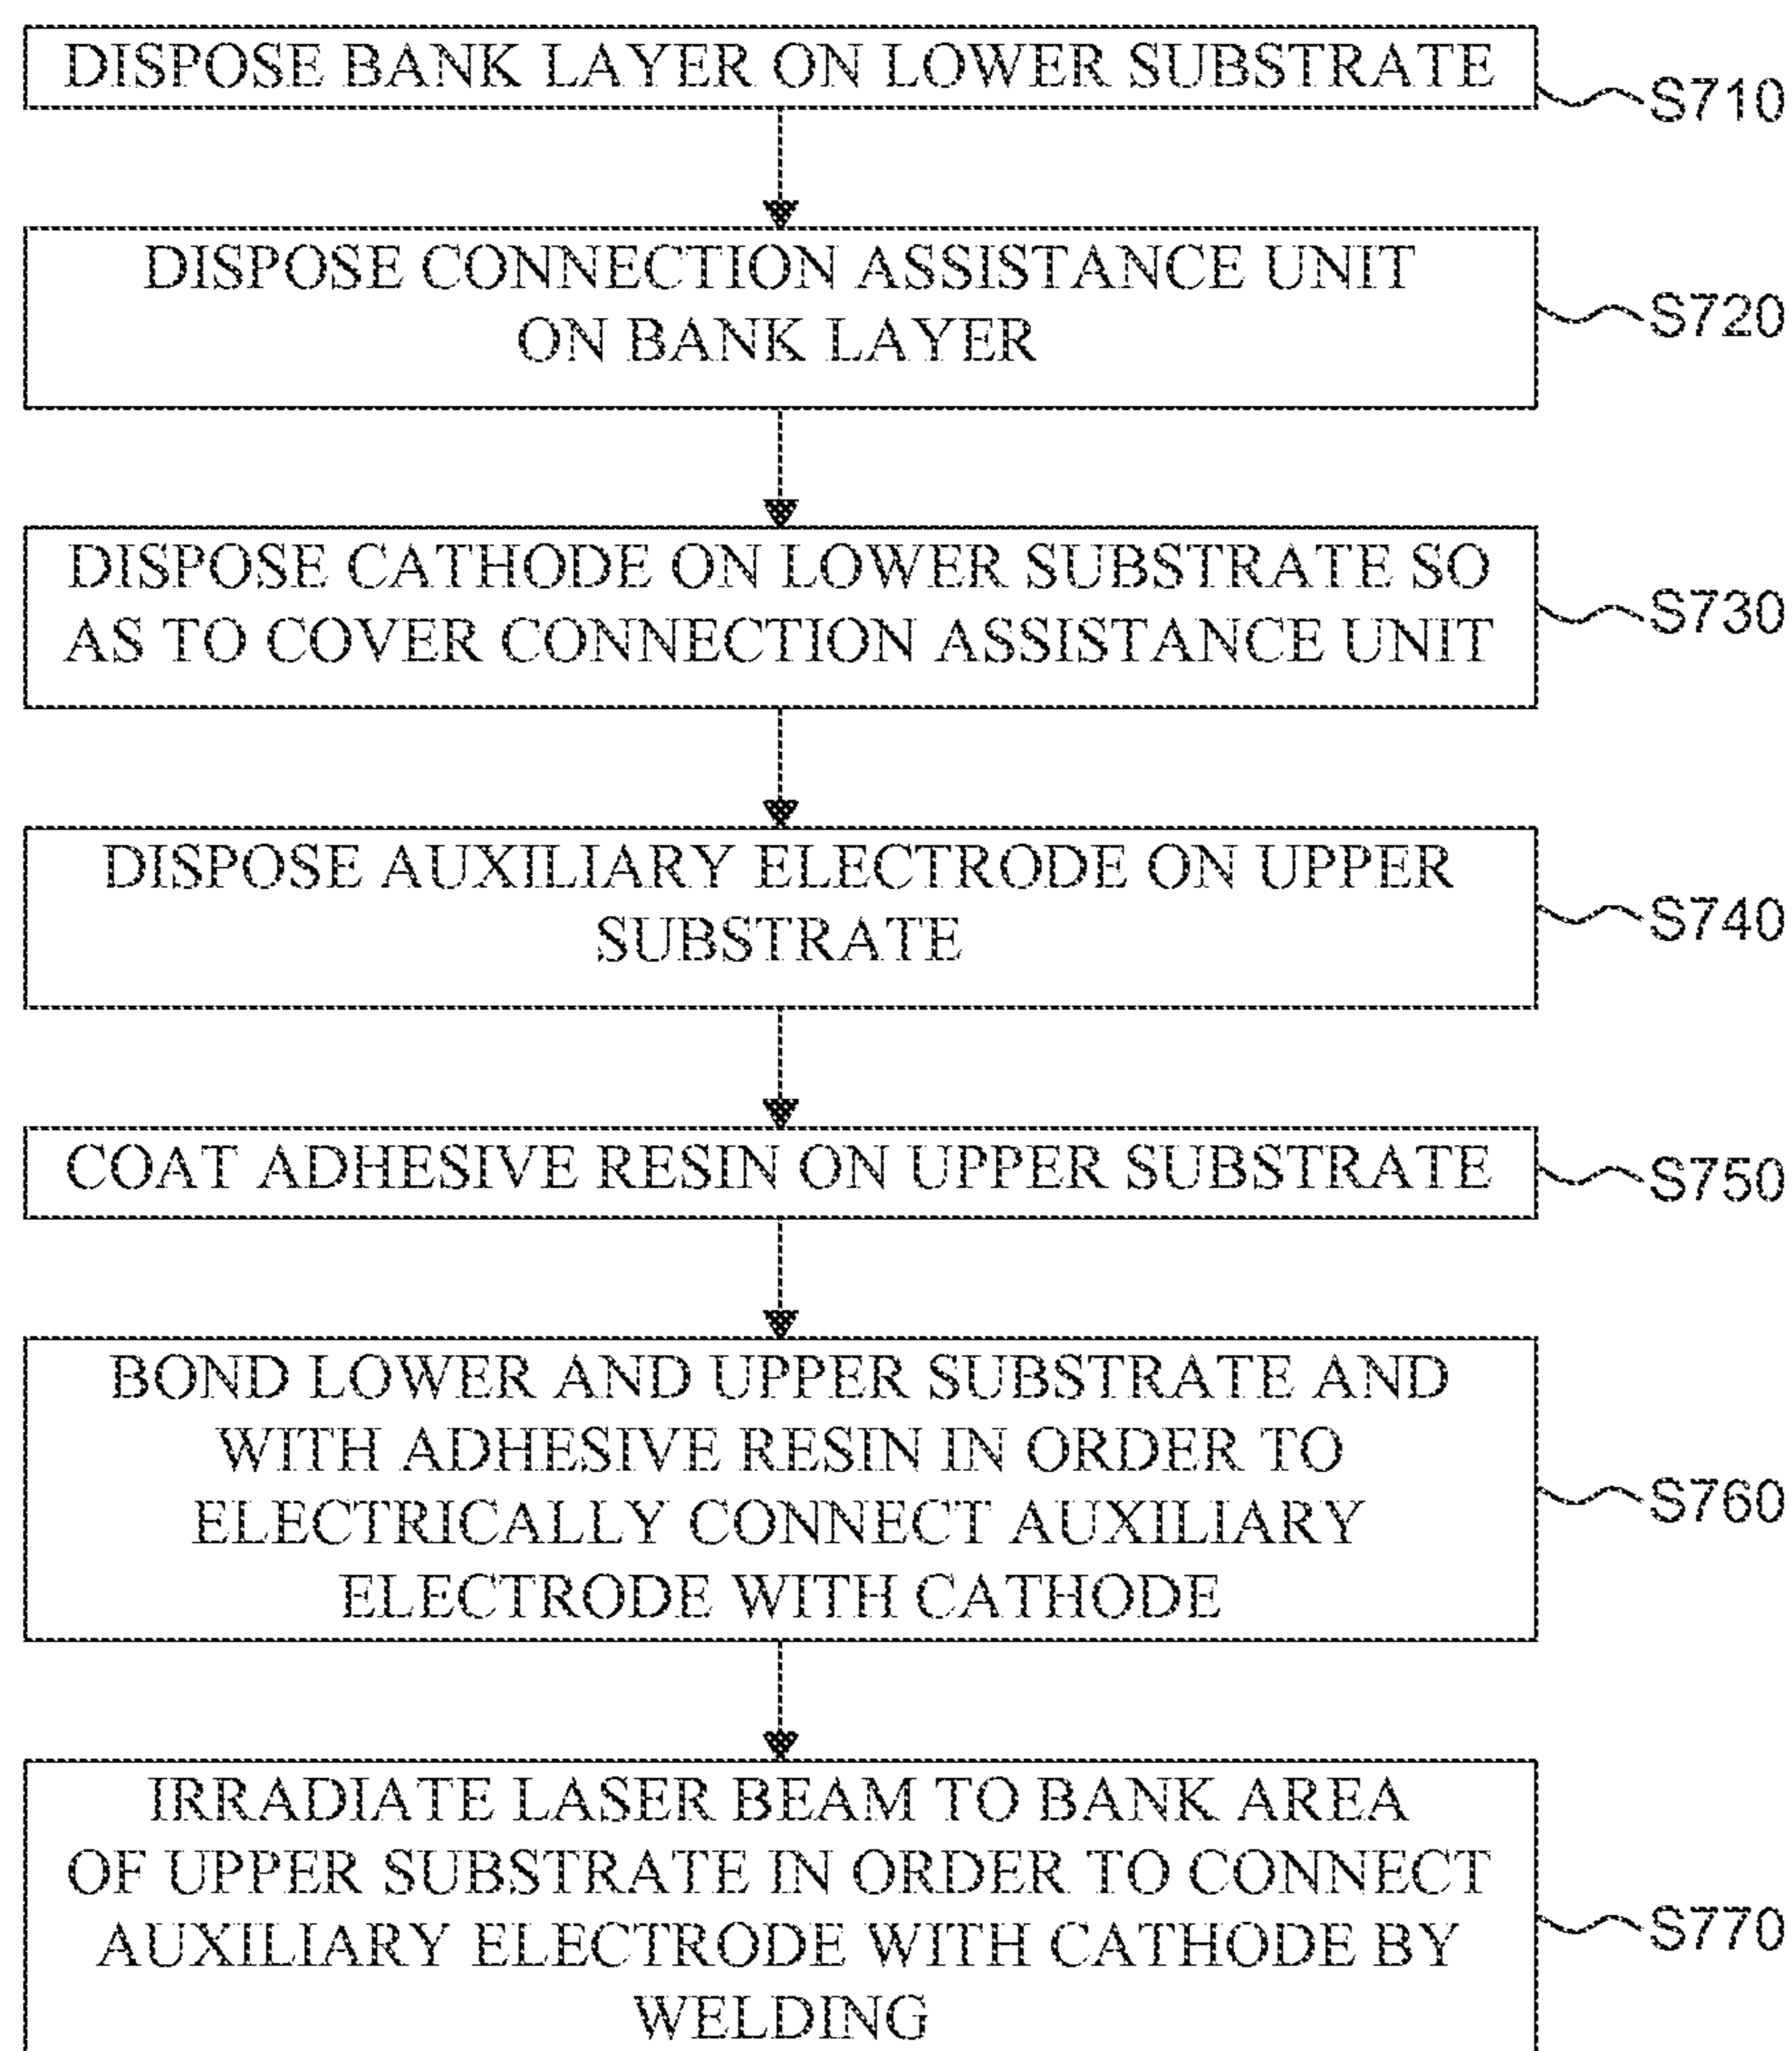 DISPOSE BANK LAYER ON LOWER SUBSTRATE
S710
DISPOSE CONNECTION ASSISTANCE UNIT
ON BANK LAYER
S720
DISPOSE CATHODE ON LOWER SUBSTRATE SO
AS TO COVER CONNECTION ASSISTANCE UNIT
S730
DISPOSE AUXILIARY ELECTRODE ON UPPER
SUBSTRATE
S740
COAT ADHESIVE RESIN ON UPPER SUBSTRATE
S750
BOND LOWER AND UPPER SUBSTRATE AND
WITH ADHESIVE RESIN IN ORDER TO
ELECTRICALLY CONNECT AUXILIARY
ELECTRODE WITH CATHODE
S760
IRRADIATE LASER BEAM TO BANK AREA
OF UPPER SUBSTRATE IN ORDER TO CONNECT
AUXILIARY ELECTRODE WITH CATHODE BY
WELDING
S770